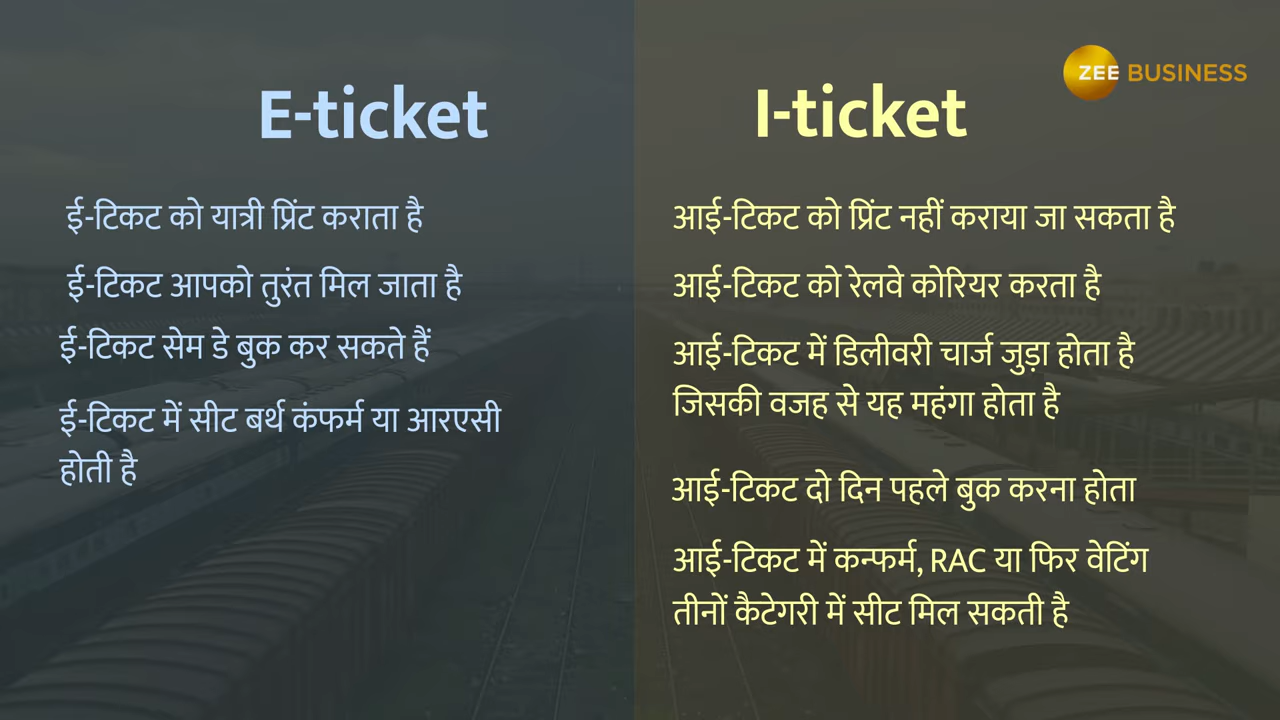 ZEE BUSINESS
E-ticket
ई-टिकट को यात्री प्रिंट कराता है
ई-टिकट आपको तुरंत मिल जाता है
ई-टिकट सेम डे बुक कर सकते हैं
ई-टिकट में सीट बर्थ कंफर्म या आरएसी
होती है
I-ticket
आई-टिकट को प्रिंट नहीं कराया जा सकता है
आई-टिकट को रेलवे कोरियर करता है
आई-टिकट में डिलीवरी चार्ज जुड़ा होता है
जिसकी वजह से यह महंगा होता है
आई-टिकट दो दिन पहले बुक करना होता
आई-टिकट में कन्फर्म, RAC या फिर वेटिंग
तीनों कैटेगरी में सीट मिल सकती है